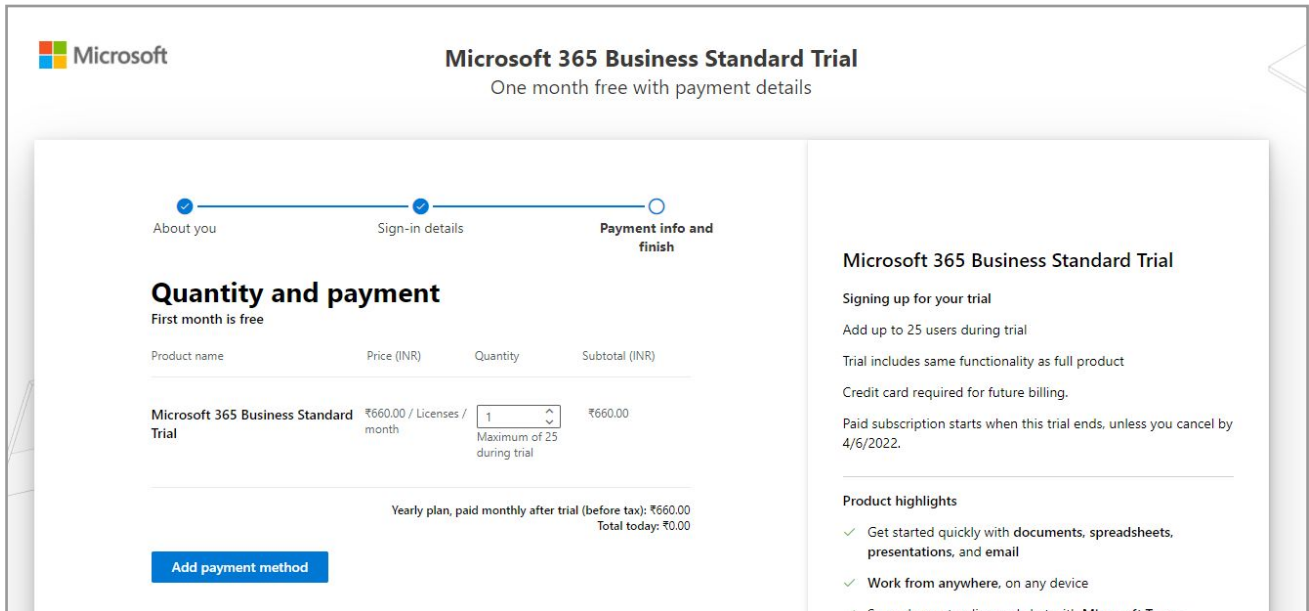 Microsoft
Microsoft 365 Business Standard Trial
One month free with payment details
About you
Sign-in details
Payment info and
finish
Quantity and payment
First month is free
Product name
Price (INR)
Quantity
Subtotal (INR)
Microsoft 365 Business Standard
Trial
₹660.00 / Licenses /
month
1
Maximum of 25
during trial
₹660.00
Yearly plan, paid monthly after trial (before tax): ₹660.00
Total today: ₹0.00
Add payment method
Microsoft 365 Business Standard Trial
Signing up for your trial
Add up to 25 users during trial
Trial includes same functionality as full product
Credit card required for future billing.
Paid subscription starts when this trial ends, unless you cancel by
4/6/2022.
Product highlights
Get started quickly with documents, spreadsheets,
presentations, and email
Work from anywhere, on any device